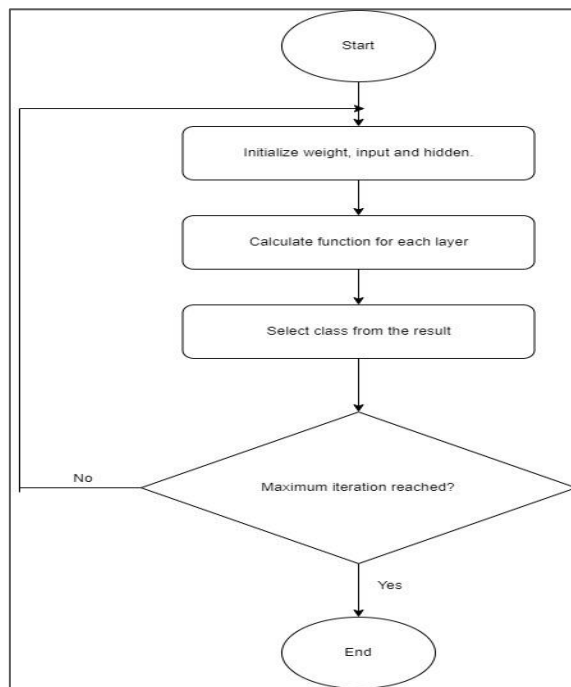 Start
Initialize weight, input and hidden.
Calculate function for each layer
Select class from the result
No
Maximum iteration reached?
Yes
End